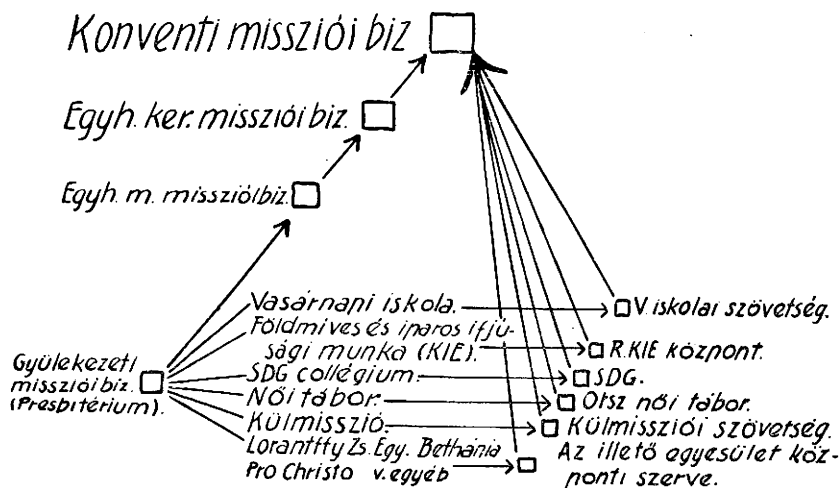 Konventi missziói biz
Egyh. ker. missziói biz.
Egyh. m. missziói biz.
Vasárnapi iskola.
V. iskolai szövetség.
Földmíves és iparos ifjú-
sági munka (KIE).
R. KIE központ.
Gyülekezeti
missziói biz.
(Presbitérium).
SDG collégium.
SDG.
Női tábor.
Orsz női tábor.
Külmisszió.
Külmissziói szövetség.
Lorántffy Zs. Egy. Bethánia
Pro Christo v. egyéb
Az illető egyesület köz-
ponti szerve.